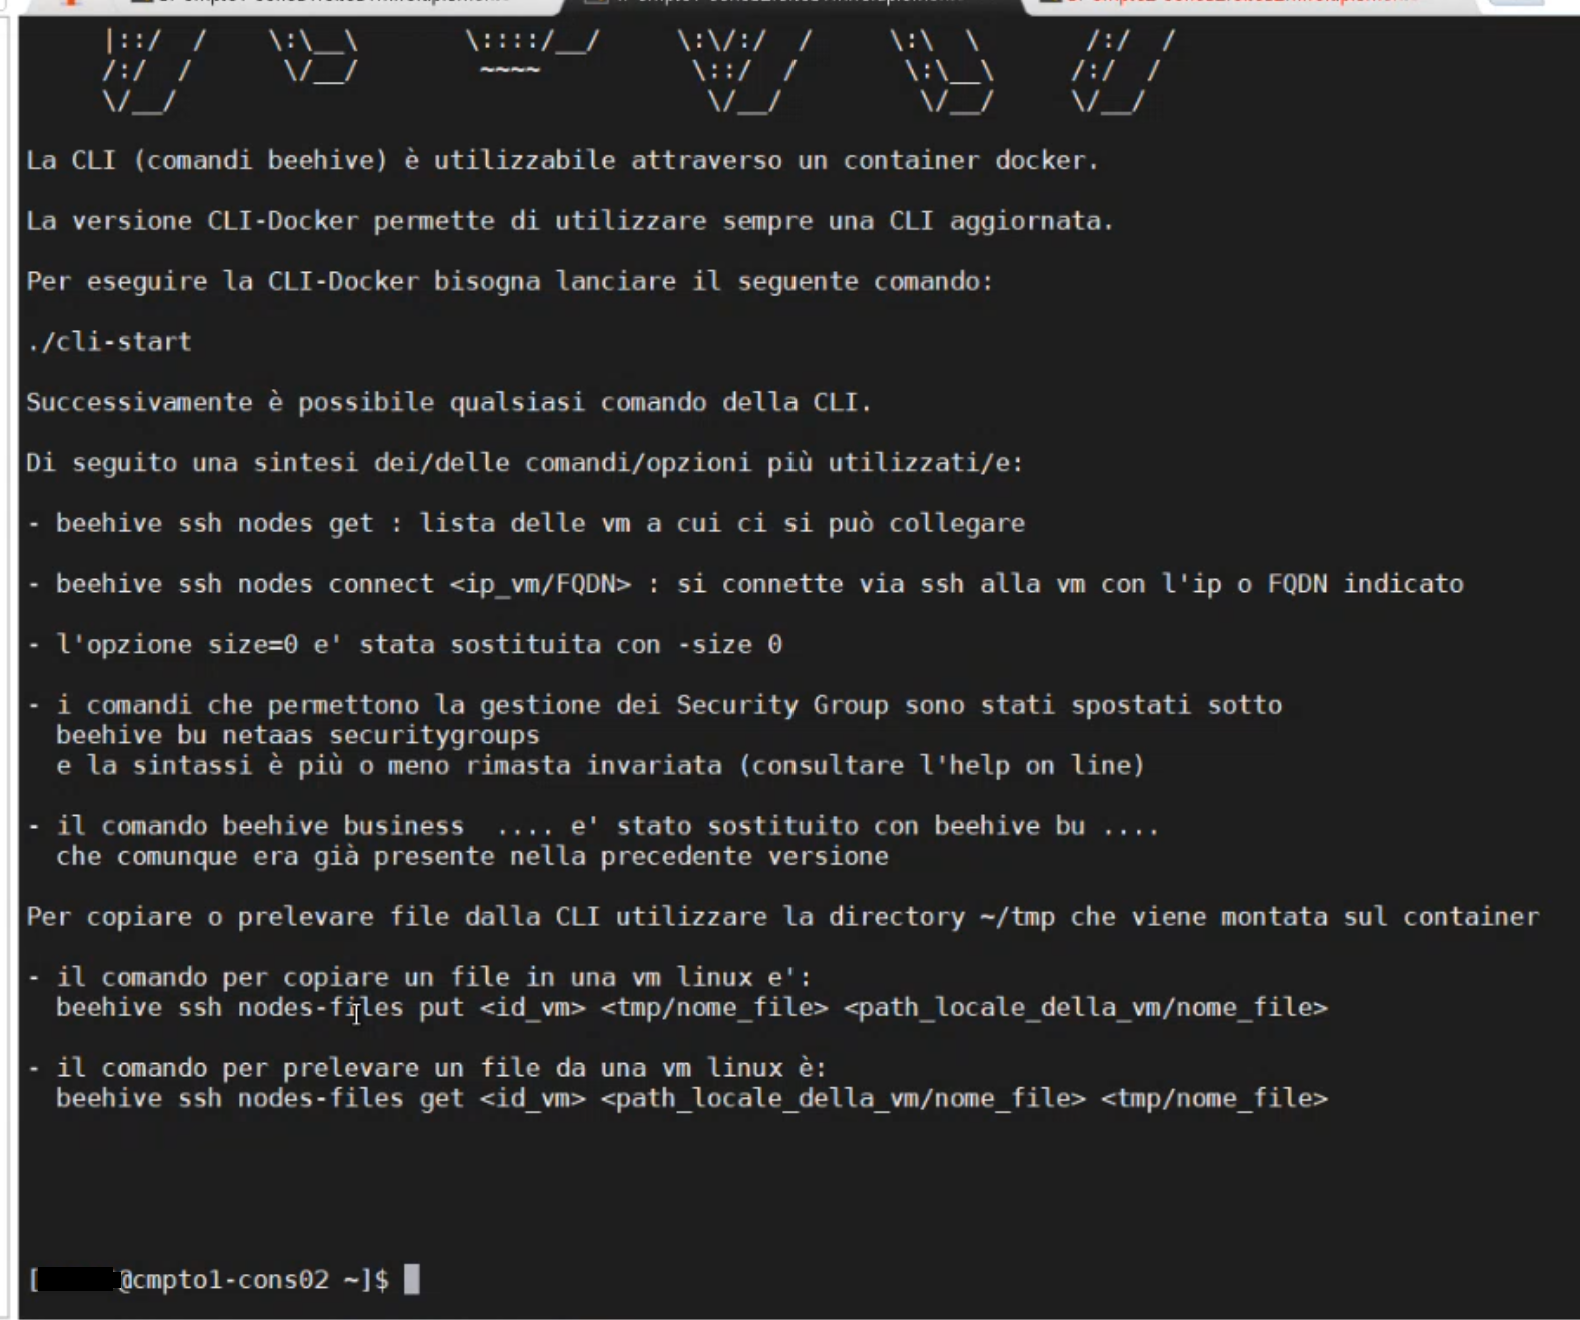 |::/  /    \:\__\       \::::/__/     \:\/:/  /     \:\  \       /:/  /
/:/  /      \/__/        ~~~~          \::/  /       \:\__\     /:/  /
\/__/                                   \/__/         \/__/     \/__/
La CLI (comandi beehive) è utilizzabile attraverso un container docker.
La versione CLI-Docker permette di utilizzare sempre una CLI aggiornata.
Per eseguire la CLI-Docker bisogna lanciare il seguente comando:
./cli-start
Successivamente è possibile qualsiasi comando della CLI.
Di seguito una sintesi dei/delle comandi/opzioni più utilizzati/e:
- beehive ssh nodes get : lista delle vm a cui ci si può collegare
- beehive ssh nodes connect <ip_vm/FQDN> : si connette via ssh alla vm con l'ip o FQDN indicato
- l'opzione size=0 e' stata sostituita con -size 0
- i comandi che permettono la gestione dei Security Group sono stati spostati sotto
beehive bu netaas securitygroups
e la sintassi è più o meno rimasta invariata (consultare l'help on line)
- il comando beehive business  .... e' stato sostituito con beehive bu ....
che comunque era già presente nella precedente versione
Per copiare o prelevare file dalla CLI utilizzare la directory ~/tmp che viene montata sul container
- il comando per copiare un file in una vm linux e':
beehive ssh nodes-files put <id_vm> <tmp/nome_file> <path_locale_della_vm/nome_file>
- il comando per prelevare un file da una vm linux è:
beehive ssh nodes-files get <id_vm> <path_locale_della_vm/nome_file> <tmp/nome_file>
[ @cmpto1-cons02 ~]$